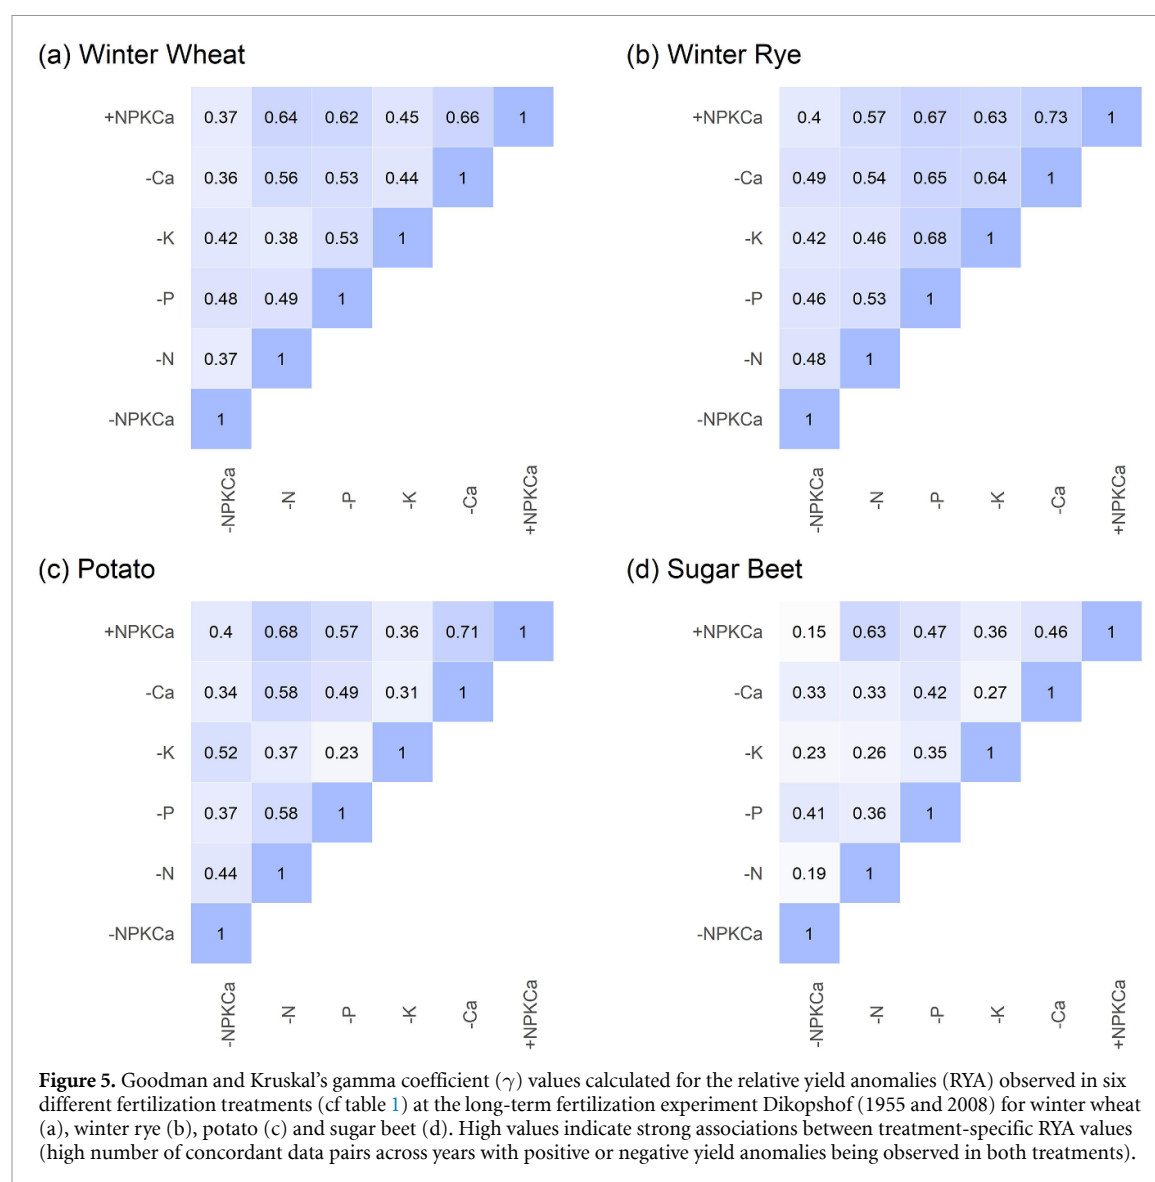 (a) Winter Wheat
+NPKCa 0.37 0.64 0.62 0.45 0.66 1
-Ca 0.36 0.56 0.53 0.44 1
-K 0.42 0.38 0.53 1
-P 0.48 0.49 1
-N 0.37 1
-NPKCa 1
-NPKCa -N -P -K -Ca +NPKCa
(b) Winter Rye
+NPKCa 0.4 0.57 0.67 0.63 0.73 1
-Ca 0.49 0.54 0.65 0.64 1
-K 0.42 0.46 0.68 1
-P 0.46 0.53 1
-N 0.48 1
-NPKCa 1
-NPKCa -N -P -K -Ca +NPKCa
(c) Potato
+NPKCa 0.4 0.68 0.57 0.36 0.71 1
-Ca 0.34 0.58 0.49 0.31 1
-K 0.52 0.37 0.23 1
-P 0.37 0.58 1
-N 0.44 1
-NPKCa 1
-NPKCa -N -P -K -Ca +NPKCa
(d) Sugar Beet
+NPKCa 0.15 0.63 0.47 0.36 0.46 1
-Ca 0.33 0.33 0.42 0.27 1
-K 0.23 0.26 0.35 1
-P 0.41 0.36 1
-N 0.19 1
-NPKCa 1
-NPKCa -N -P -K -Ca +NPKCa
Figure 5. Goodman and Kruskal's gamma coefficient (γ) values calculated for the relative yield anomalies (RYA) observed in six
different fertilization treatments (cf table 1) at the long-term fertilization experiment Dikopshof (1955 and 2008) for winter wheat
(a), winter rye (b), potato (c) and sugar beet (d). High values indicate strong associations between treatment-specific RYA values
(high number of concordant data pairs across years with positive or negative yield anomalies being observed in both treatments).